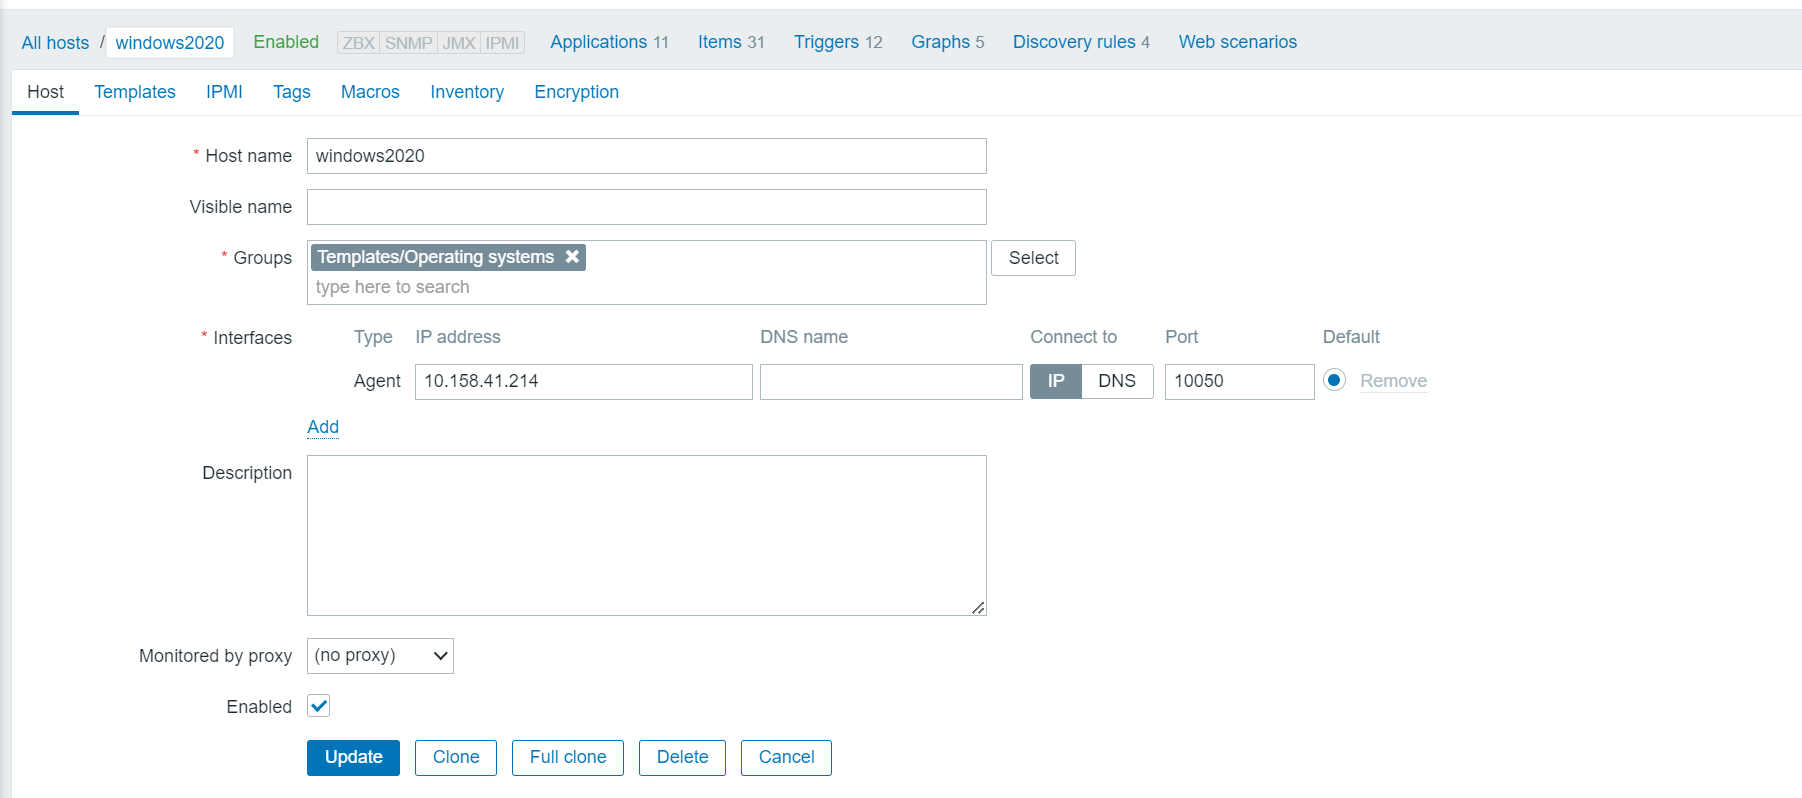 All hosts / windows2020 Enabled ZBX SNMP JMX IPMI Applications 11 Items 31 Triggers 12 Graphs 5 Discovery rules 4 Web scenarios
Host Templates IPMI Tags Macros Inventory Encryption
* Host name windows2020
Visible name
* Groups Templates/Operating systems Select
type here to search
* Interfaces Type IP address DNS name Connect to Port Default
Agent 10.158.41.214 IP DNS 10050 Remove
Add
Description
Monitored by proxy (no proxy)
Enabled
Update Clone Full clone Delete Cancel